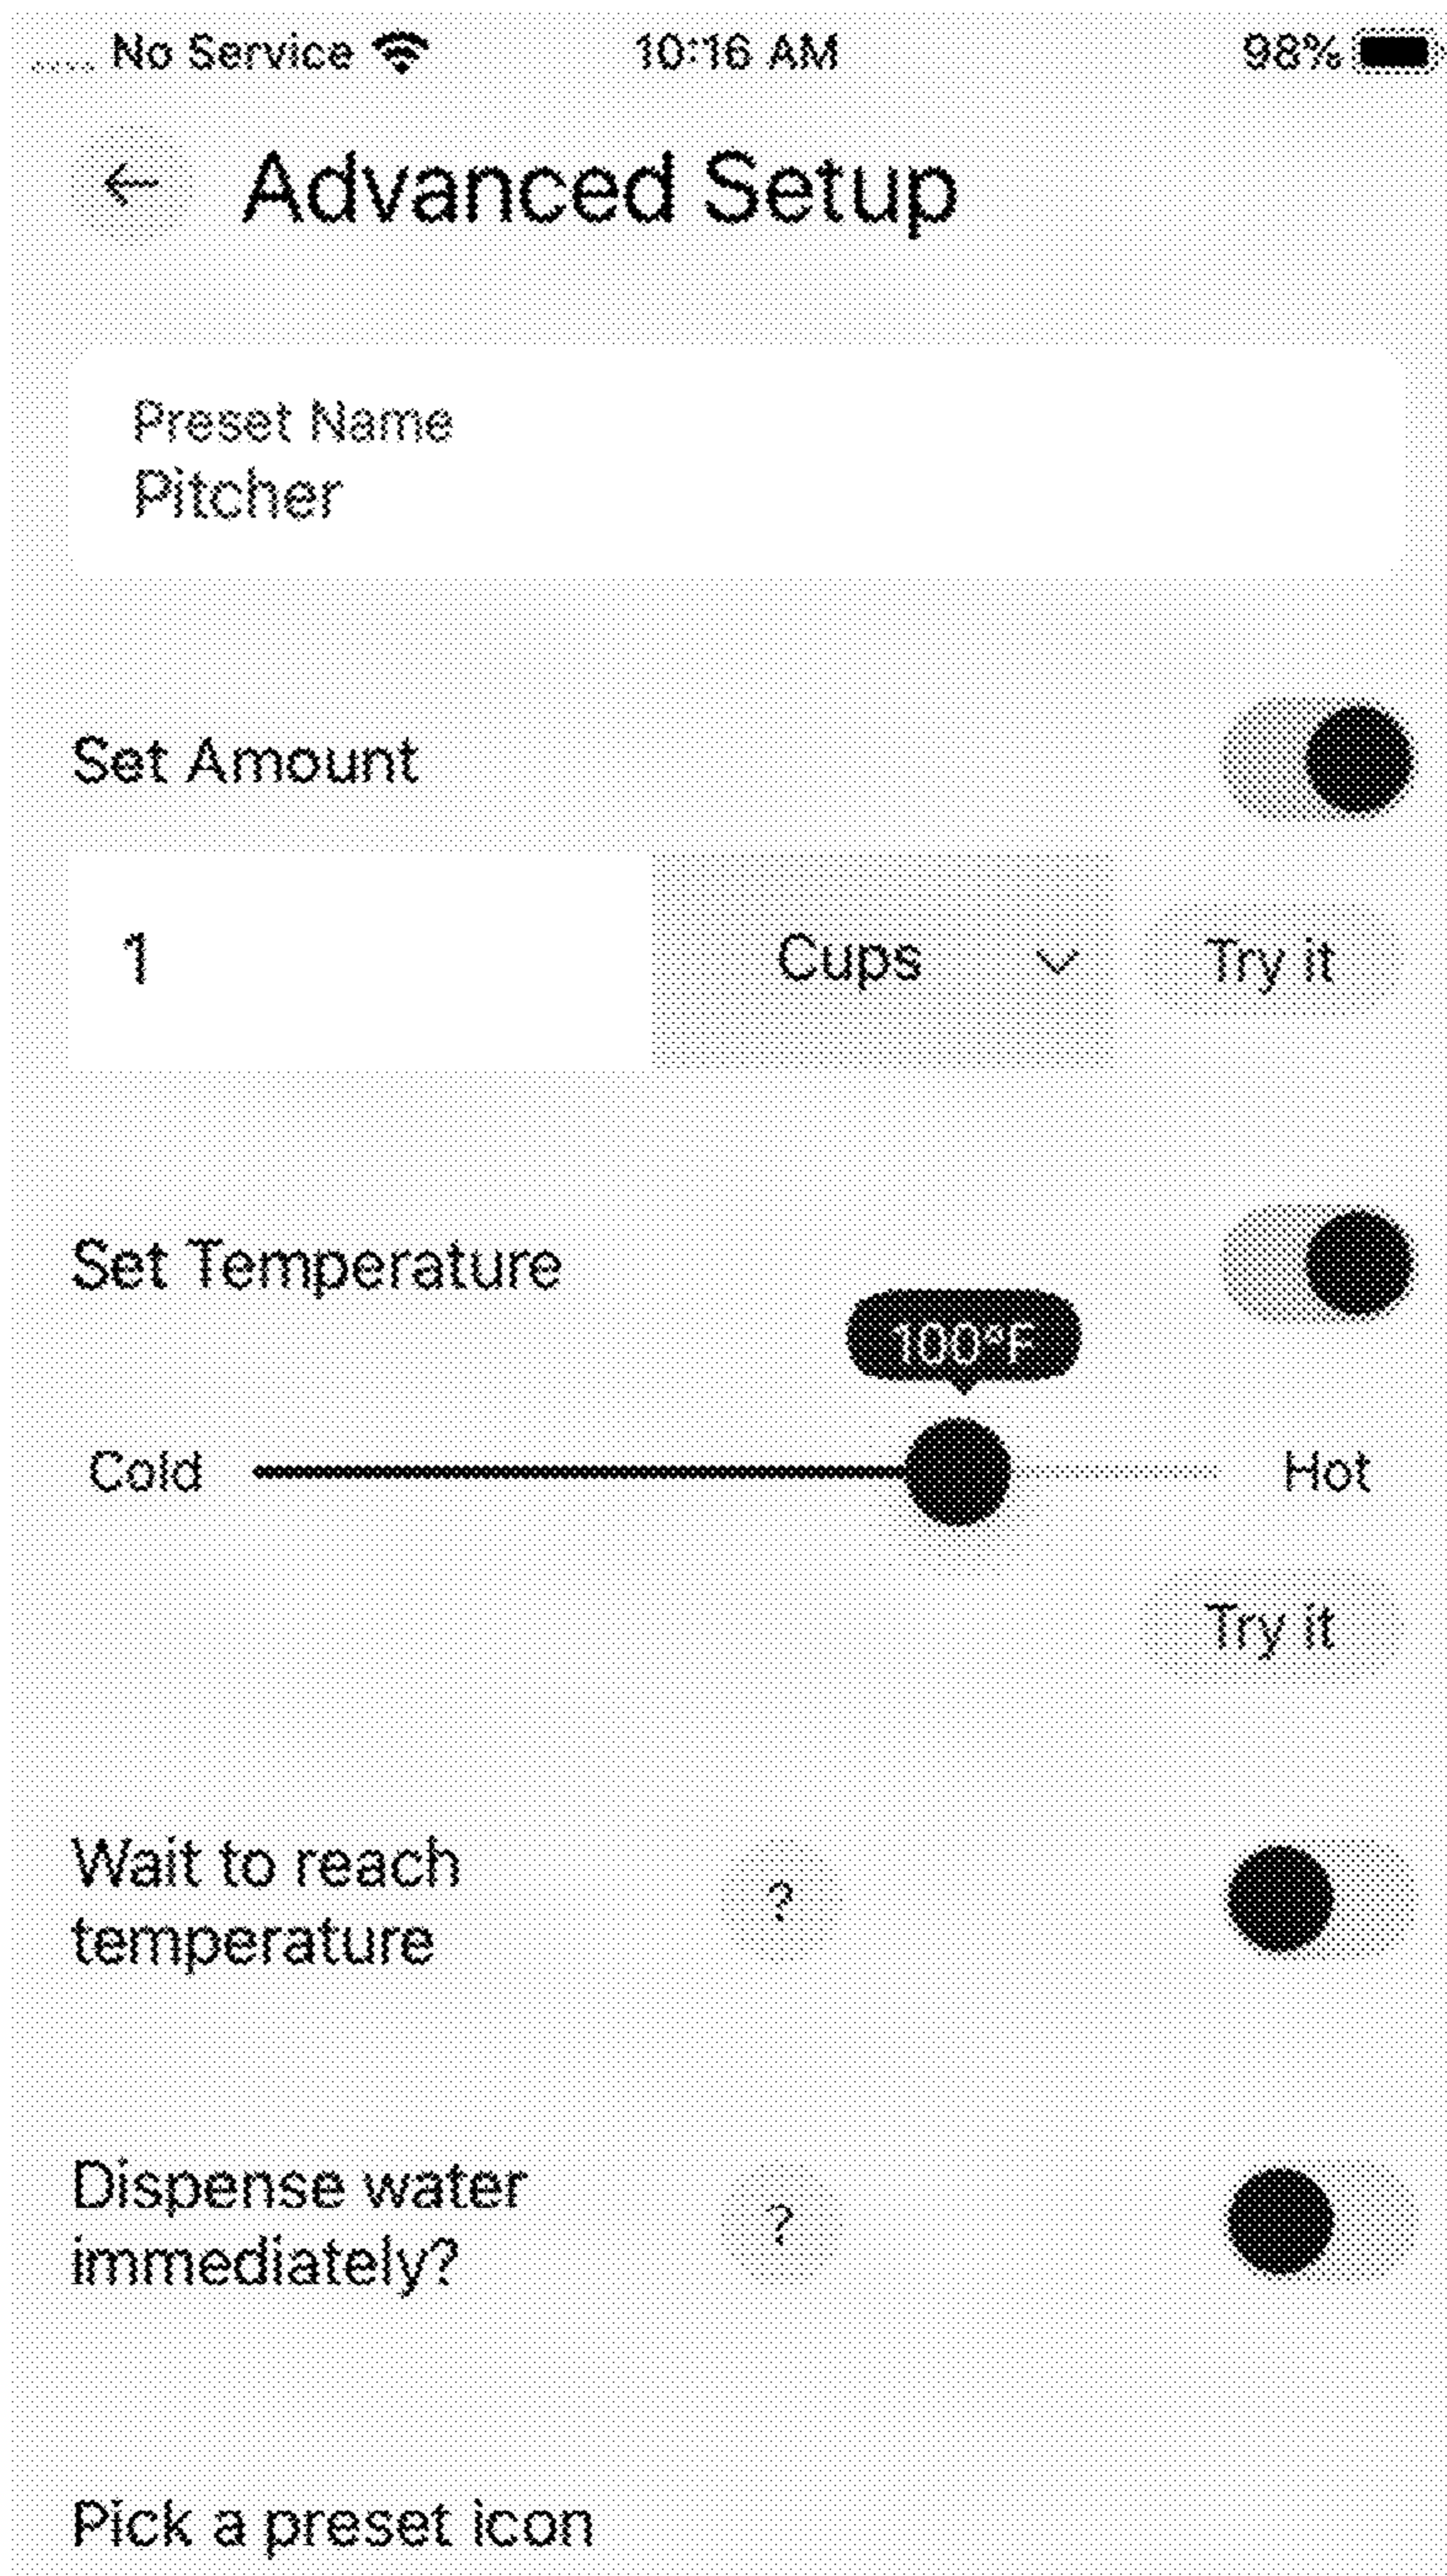 No Service 10:16 AM 98%
Advanced Setup
Preset Name
Pitcher
Set Amount
1 Cups Try it
Set Temperature
100°F
Cold Hot
Try it
Wait to reach
temperature
?
Dispense water
immediately?
?
Pick a preset icon